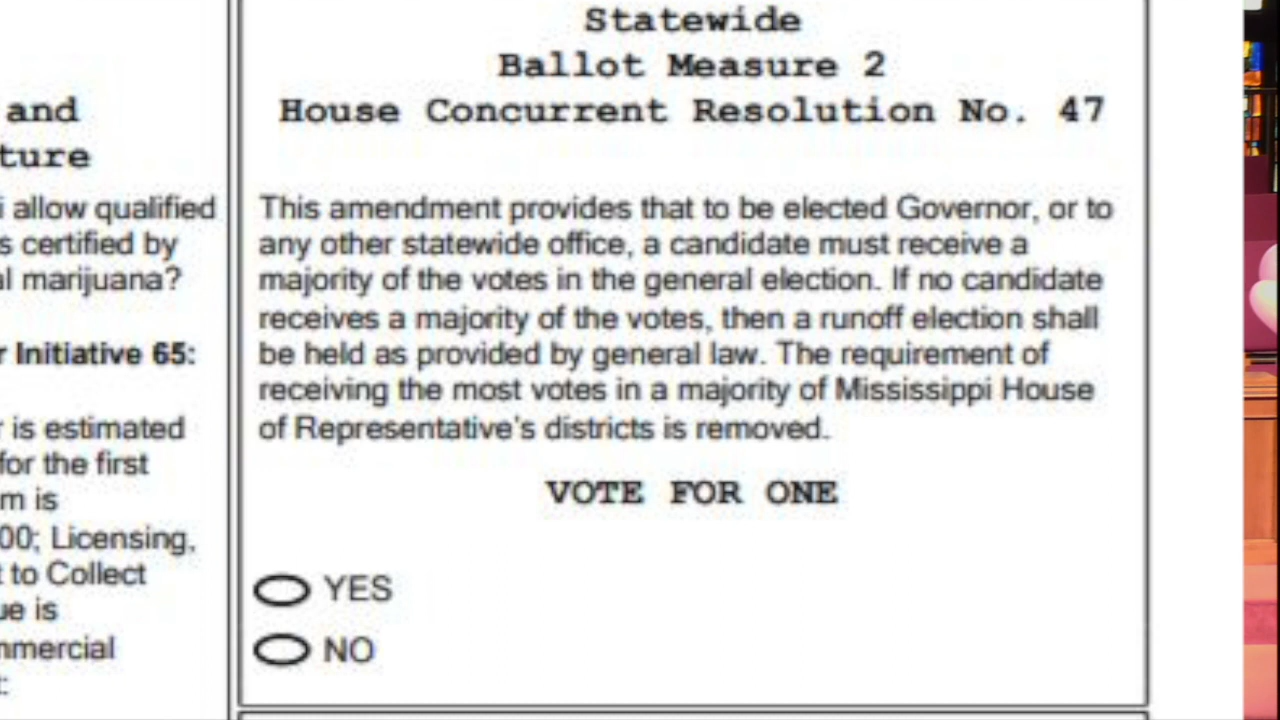 and
ture
i allow qualified
s certified by
al marijuana?
r Initiative 65:
r is estimated
for the first
m is
00; Licensing,
t to Collect
ue is
mmercial
t:
Statewide
Ballot Measure 2
House Concurrent Resolution No. 47
This amendment provides that to be elected Governor, or to
any other statewide office, a candidate must receive a
majority of the votes in the general election. If no candidate
receives a majority of the votes, then a runoff election shall
be held as provided by general law. The requirement of
receiving the most votes in a majority of Mississippi House
of Representative's districts is removed.
VOTE FOR ONE
YES
NO